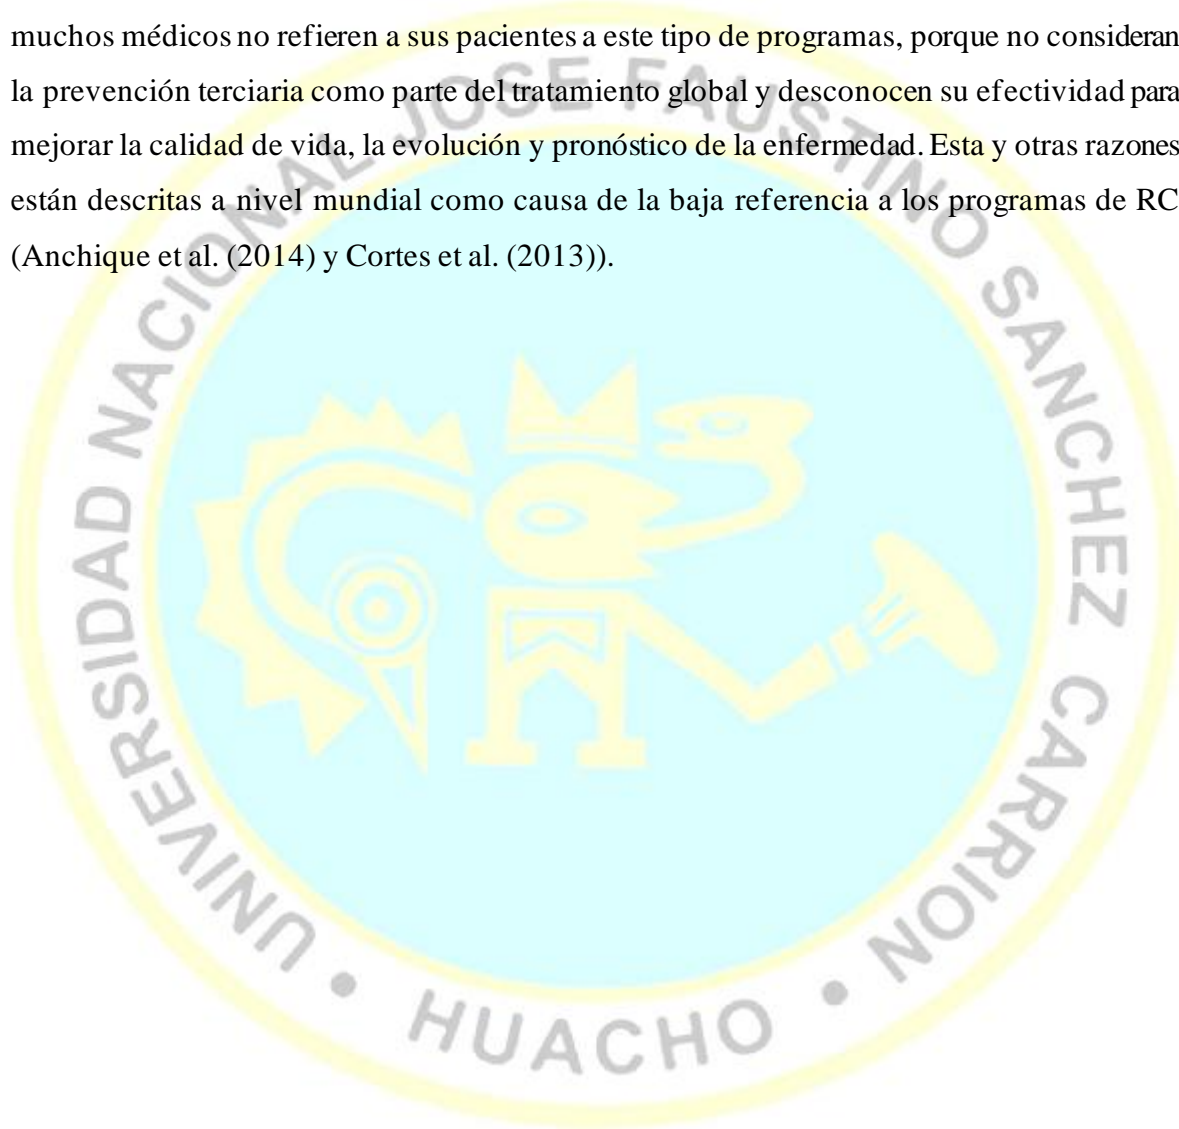 muchos médicos no refieren a sus pacientes a este tipo de programas, porque no consideran
la prevención terciaria como parte del tratamiento global y desconocen su efectividad para
mejorar la calidad de vida, la evolución y pronóstico de la enfermedad. Esta y otras razones
están descritas a nivel mundial como causa de la baja referencia a los programas de RC
(Anchique et al. (2014) y Cortes et al. (2013)).
UNIVERSIDAD NACIONAL JOSE FAUSTINO SANCHEZ CARRION
• HUACHO •